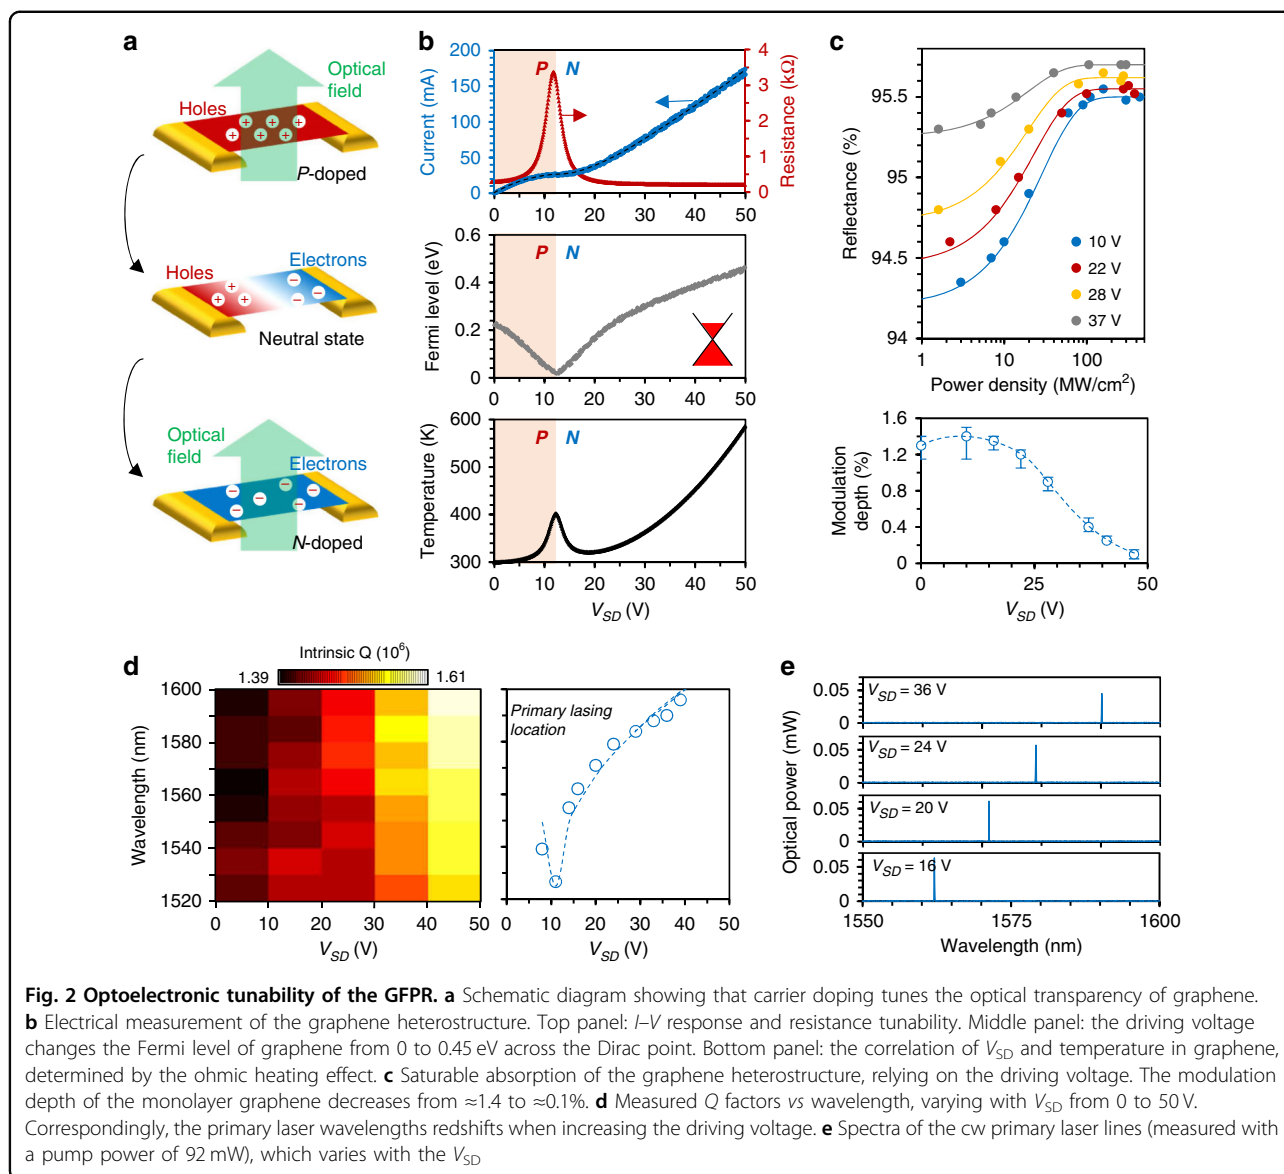 a
Optical
field
Holes
P-doped
Holes
Electrons
Neutral state
Optical
field
Electrons
N-doped
b
Current (mA)
200
150
100
50
0
P N
4
3
2
1
0
Resistance (kΩ)
0 10 20 30 40 50
Fermi level (eV)
0.6
0.4
0.2
0
P N
0 10 20 30 40 50
Temperature (K)
600
500
400
300
P N
0 10 20 30 40 50
V_SD (V)
c
Reflectance (%)
95.5
95
94.5
94
10 V
22 V
28 V
37 V
1 10 100
Power density (MW/cm²)
Modulation
depth (%)
1.6
1.2
0.8
0.4
0
0 25 50
V_SD (V)
d
Intrinsic Q (10⁶)
1.39 1.61
Wavelength (nm)
1600
1580
1560
1540
1520
0 10 20 30 40 50
V_SD (V)
Primary lasing
location
0 10 20 30 40 50
V_SD (V)
e
Optical power (mW)
0.05
0
V_SD = 36 V
0.05
0
V_SD = 24 V
0.05
0
V_SD = 20 V
0.05
0
V_SD = 16 V
1550 1575 1600
Wavelength (nm)
Fig. 2 Optoelectronic tunability of the GFPR. a Schematic diagram showing that carrier doping tunes the optical transparency of graphene.
b Electrical measurement of the graphene heterostructure. Top panel: I–V response and resistance tunability. Middle panel: the driving voltage
changes the Fermi level of graphene from 0 to 0.45 eV across the Dirac point. Bottom panel: the correlation of V_SD and temperature in graphene,
determined by the ohmic heating effect. c Saturable absorption of the graphene heterostructure, relying on the driving voltage. The modulation
depth of the monolayer graphene decreases from ≈1.4 to ≈0.1%. d Measured Q factors vs wavelength, varying with V_SD from 0 to 50 V.
Correspondingly, the primary laser wavelengths redshifts when increasing the driving voltage. e Spectra of the cw primary laser lines (measured with
a pump power of 92 mW), which varies with the V_SD